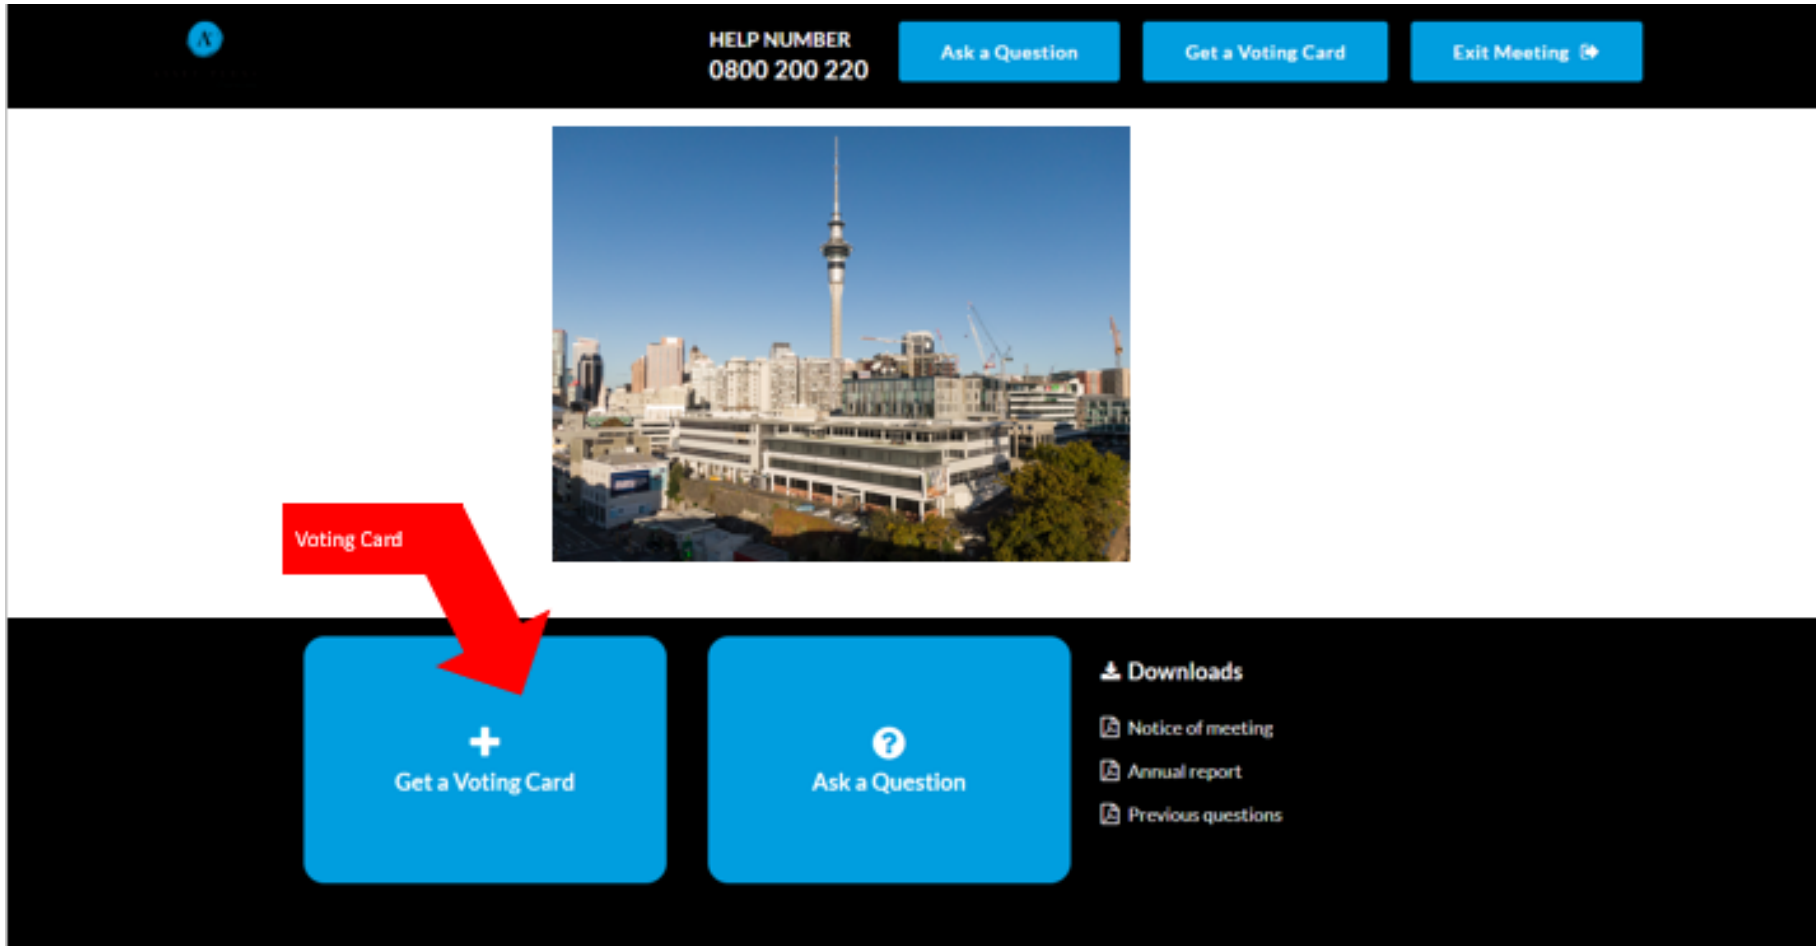 HELP NUMBER
0800 200 220
Ask a Question
Get a Voting Card
Exit Meeting
Voting Card
Get a Voting Card
Ask a Question
Downloads
Notice of meeting
Annual report
Previous questions